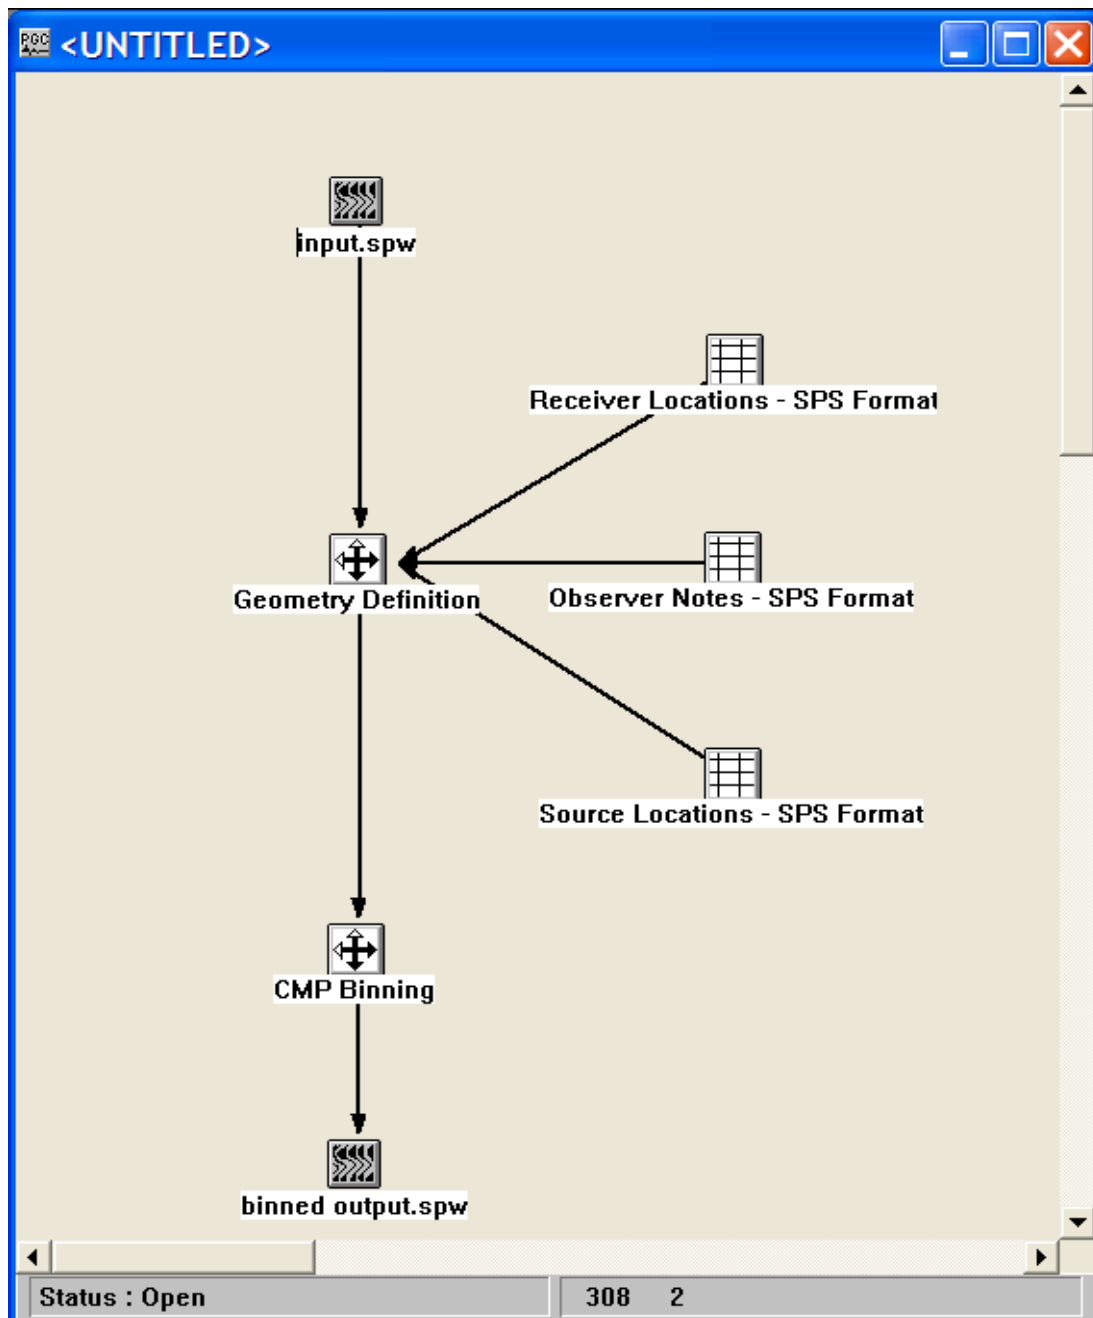 PGC <UNTITLED>
input.spw
Receiver Locations - SPS Format
Geometry Definition
Observer Notes - SPS Format
Source Locations - SPS Format
CMP Binning
binned output.spw
Status : Open
308 2